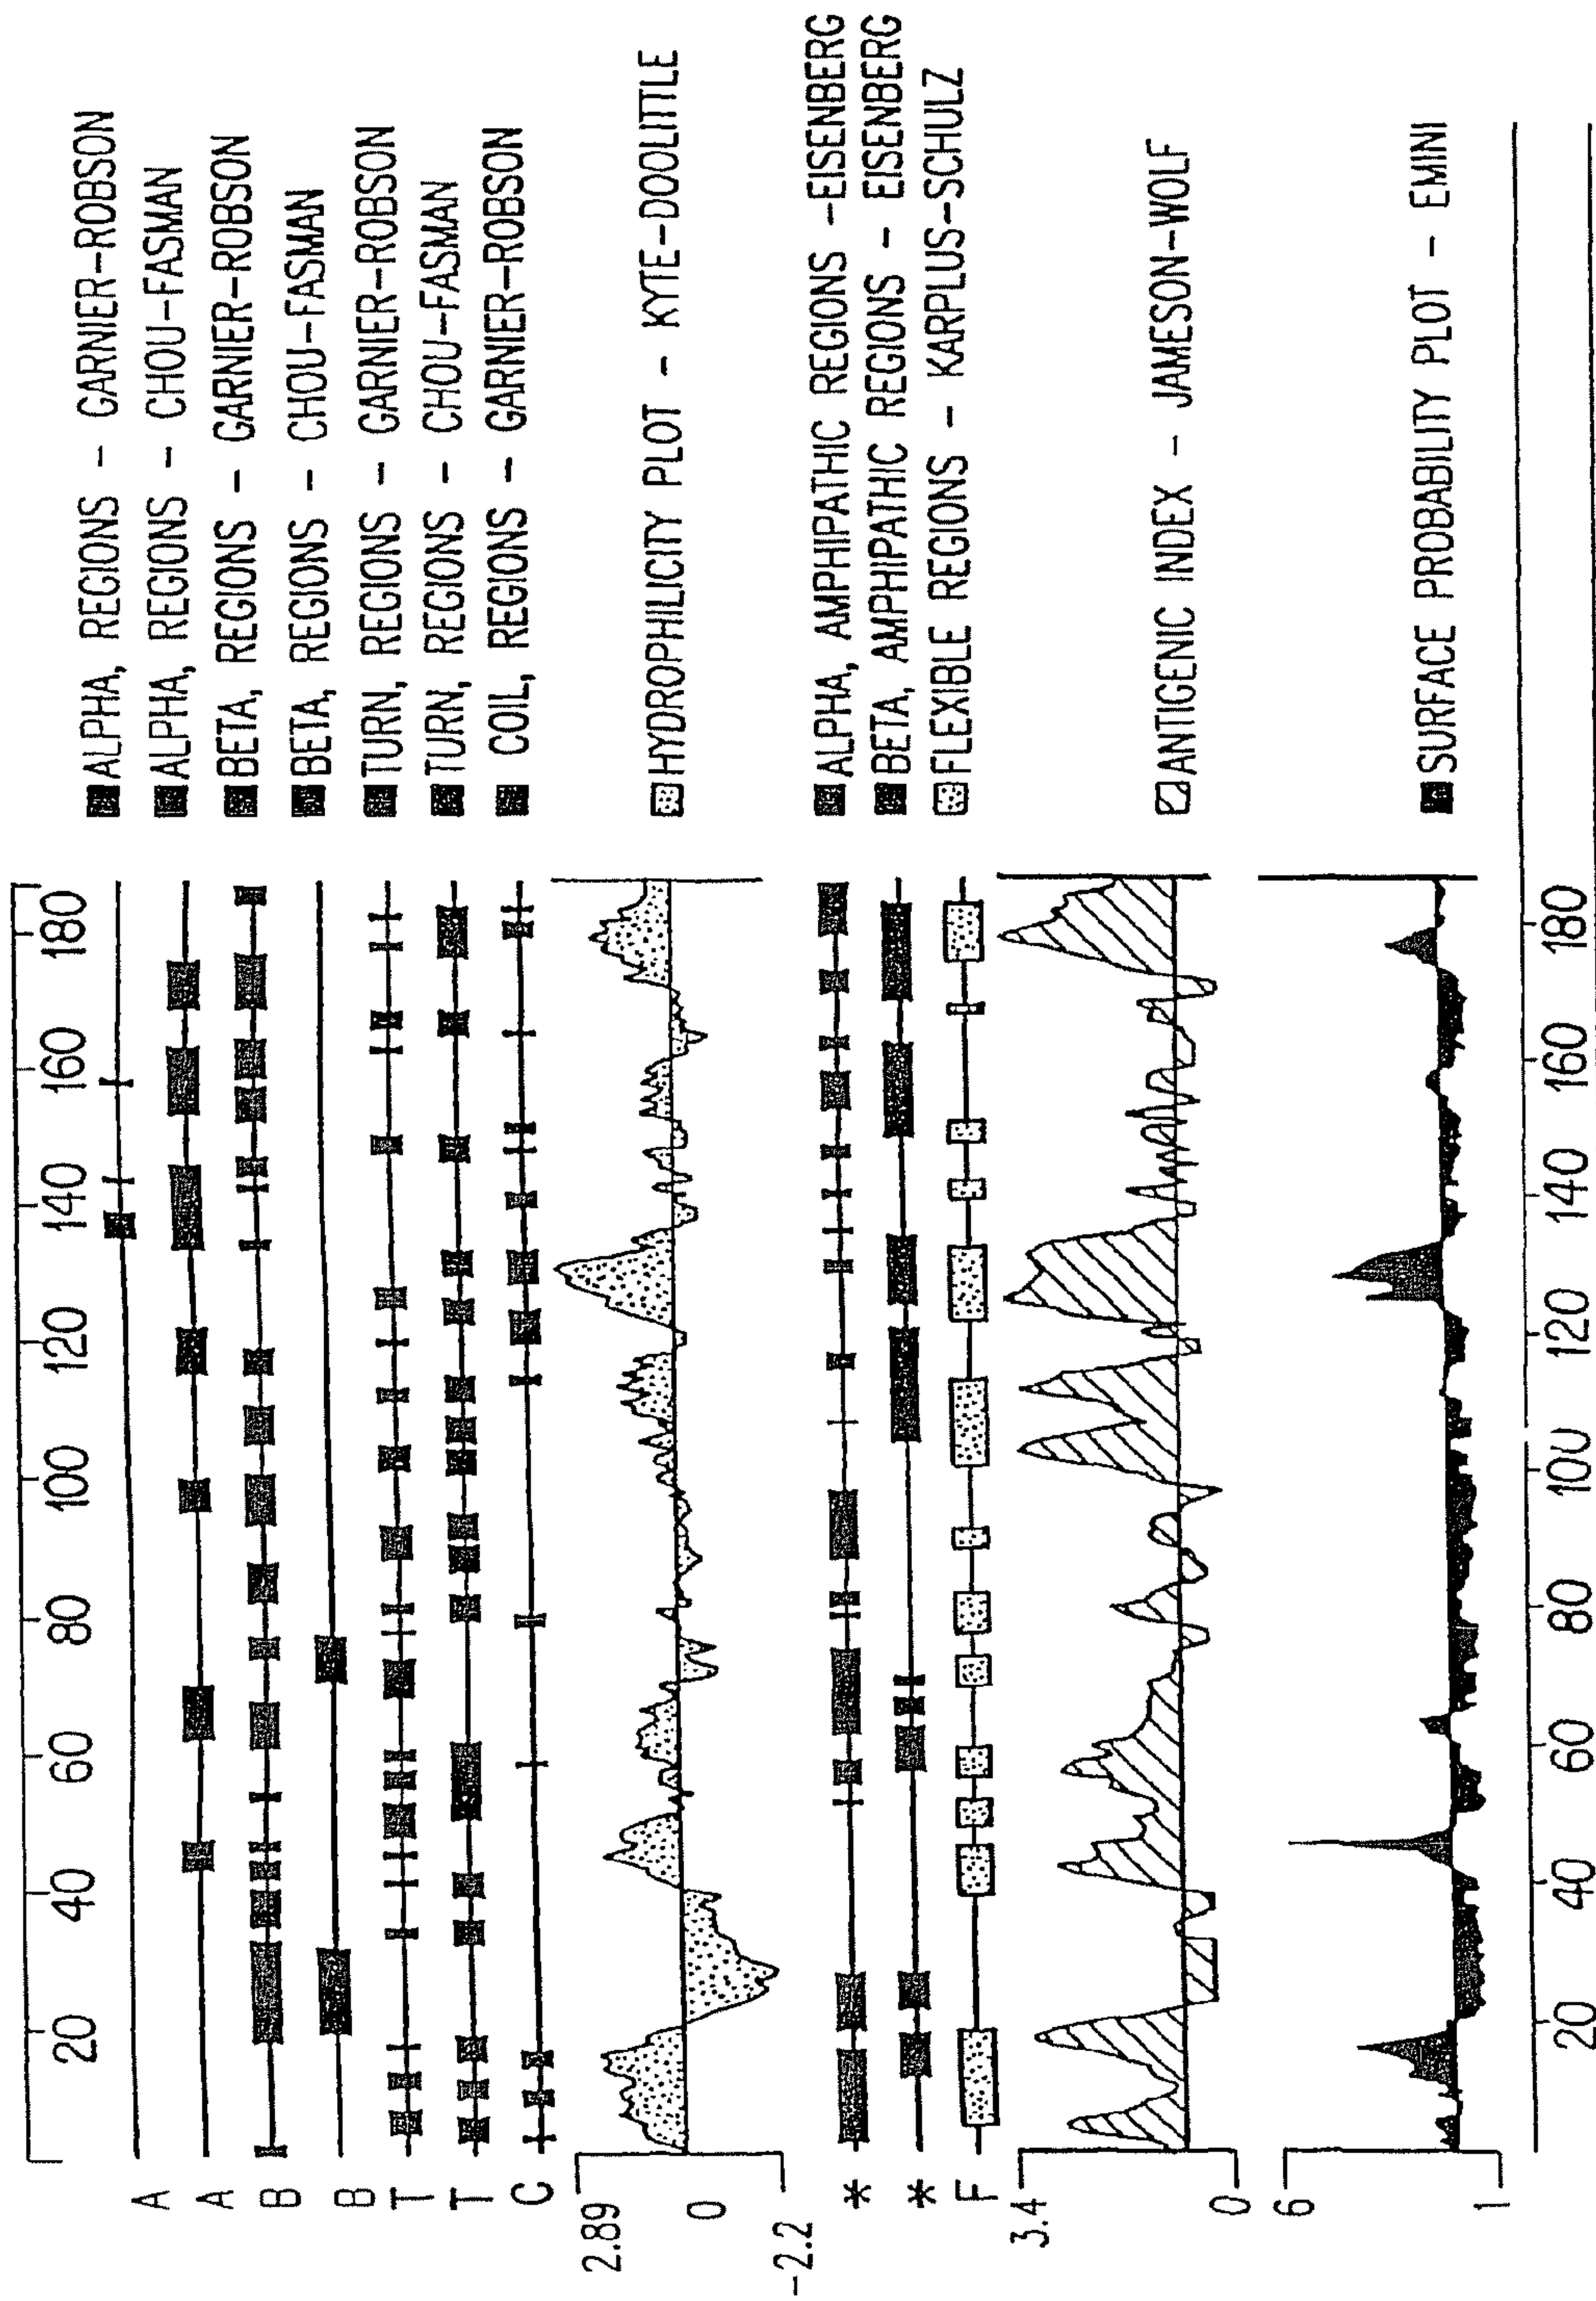 20 40 60 80 100 120 140 160 180
A ALPHA, REGIONS - GARNIER-ROBSON
A ALPHA, REGIONS - CHOU-FASMAN
B BETA, REGIONS - GARNIER-ROBSON
B BETA, REGIONS - CHOU-FASMAN
T TURN, REGIONS - GARNIER-ROBSON
T TURN, REGIONS - CHOU-FASMAN
C COIL, REGIONS - GARNIER-ROBSON
2.89
0 HYDROPHILICITY PLOT - KYTE-DOOLITTLE
-2.2
* ALPHA, AMPHIPATHIC REGIONS -EISENBERG
* BETA, AMPHIPATHIC REGIONS - EISENBERG
F FLEXIBLE REGIONS - KARPLUS-SCHULZ
3.4
ANTIGENIC INDEX - JAMESON-WOLF
0
6
SURFACE PROBABILITY PLOT - EMINI
1
20 40 60 80 100 120 140 160 180